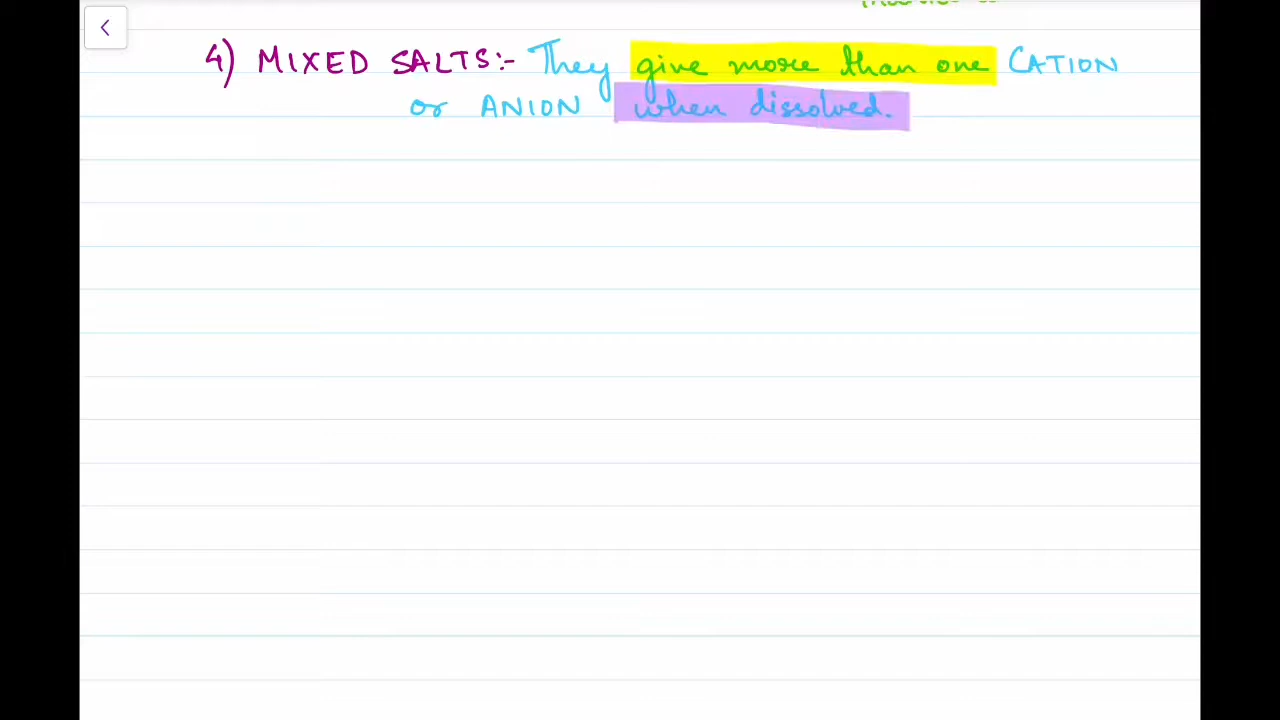 4) MIXED SALTS:- They give more than one CATION
or ANION when dissolved.